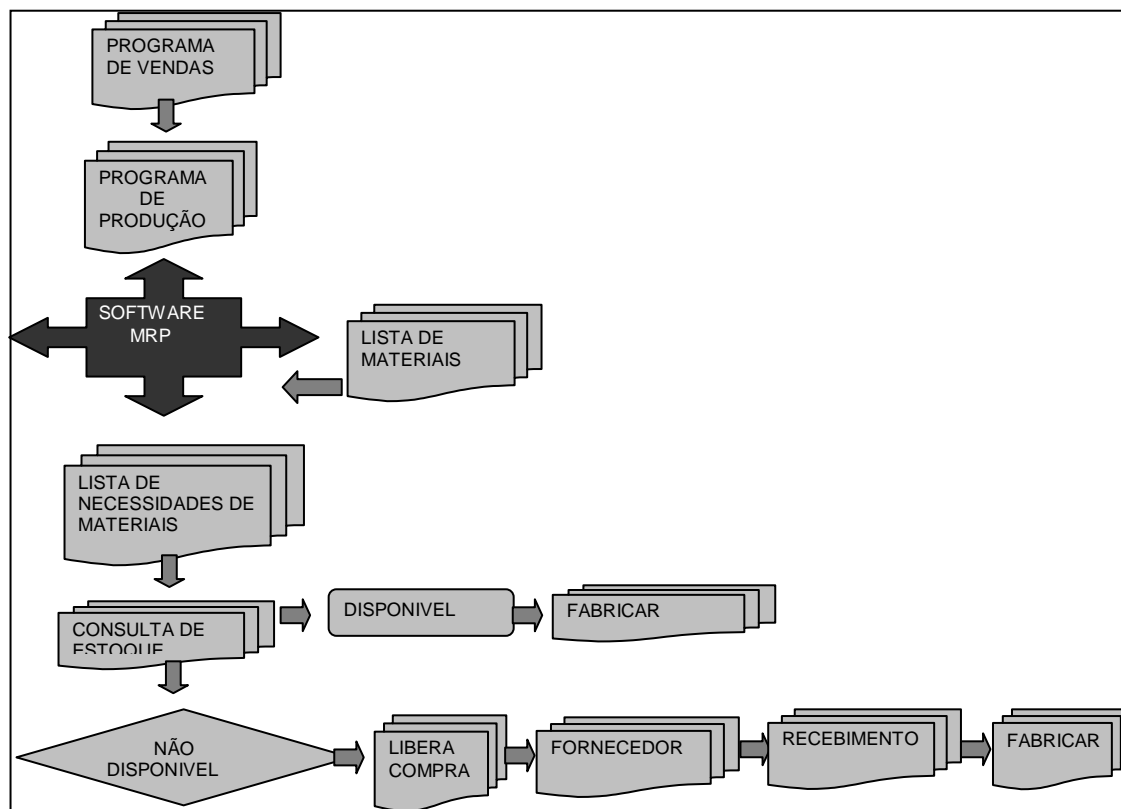 PROGRAMA
DE VENDAS
PROGRAMA
DE
PRODUÇÃO
SOFTWARE
MRP
LISTA DE
MATERIAIS
LISTA DE
NECESSIDADES DE
MATERIAIS
CONSULTA DE
ESTOQUE
DISPONIVEL
FABRICAR
NÃO
DISPONIVEL
LIBERA
COMPRA
FORNECEDOR
RECEBIMENTO
FABRICAR